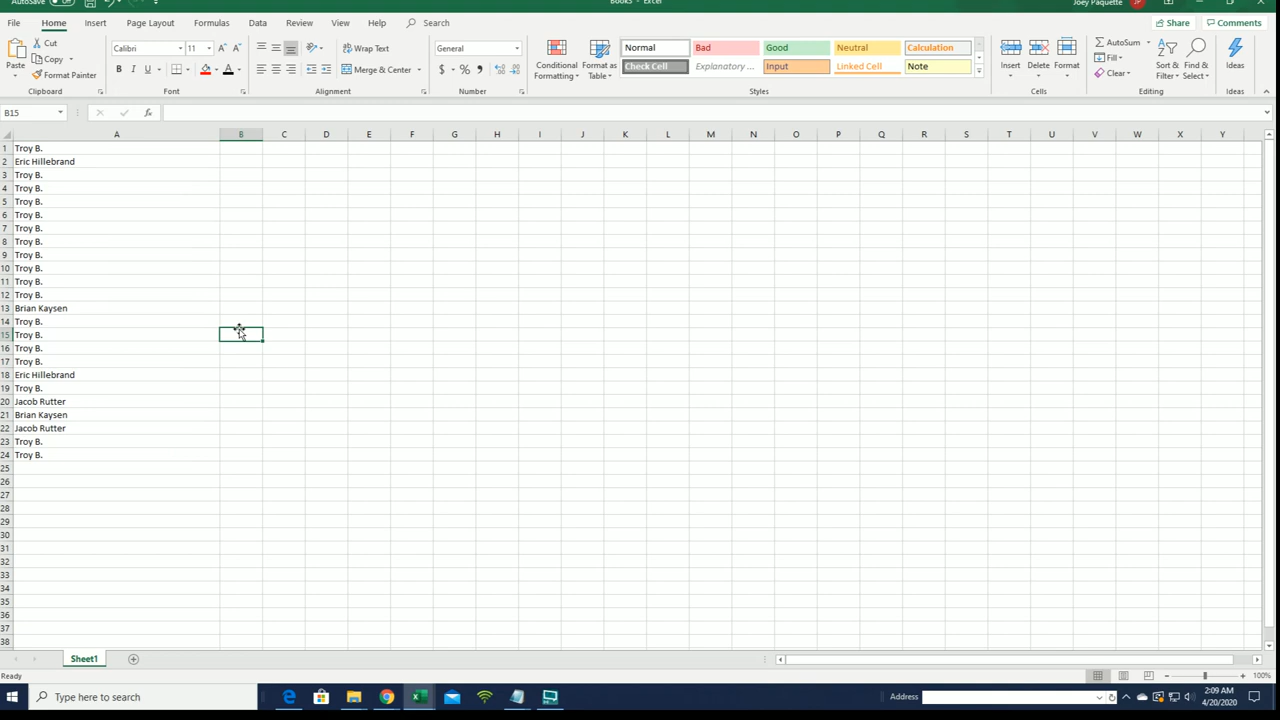 AutoSave Off Book5 - Excel Joey Paquette JP
File Home Insert Page Layout Formulas Data Review View Help Search Share Comments
Paste Cut Copy Format Painter Clipboard
Calibri 11 A A B I U A Font
Wrap Text Merge & Center Alignment
General $ % , Number
Conditional Formatting Format as Table
Normal Bad Good Neutral Calculation
Check Cell Explanatory ... Input Linked Cell Note
Styles
Insert Delete Format Cells
AutoSum Fill Clear Sort & Filter Find & Select Editing
Ideas Ideas
B15 fx
A B C D E F G H I J K L M N O P Q R S T U V W X Y
1 Troy B.
2 Eric Hillebrand
3 Troy B.
4 Troy B.
5 Troy B.
6 Troy B.
7 Troy B.
8 Troy B.
9 Troy B.
10 Troy B.
11 Troy B.
12 Troy B.
13 Brian Kaysen
14 Troy B.
15 Troy B.
16 Troy B.
17 Troy B.
18 Eric Hillebrand
19 Troy B.
20 Jacob Rutter
21 Brian Kaysen
22 Jacob Rutter
23 Troy B.
24 Troy B.
25
26
27
28
29
30
31
32
33
34
35
36
37
38
Sheet1
Ready 100%
Type here to search Address 2:09 AM
4/20/2020